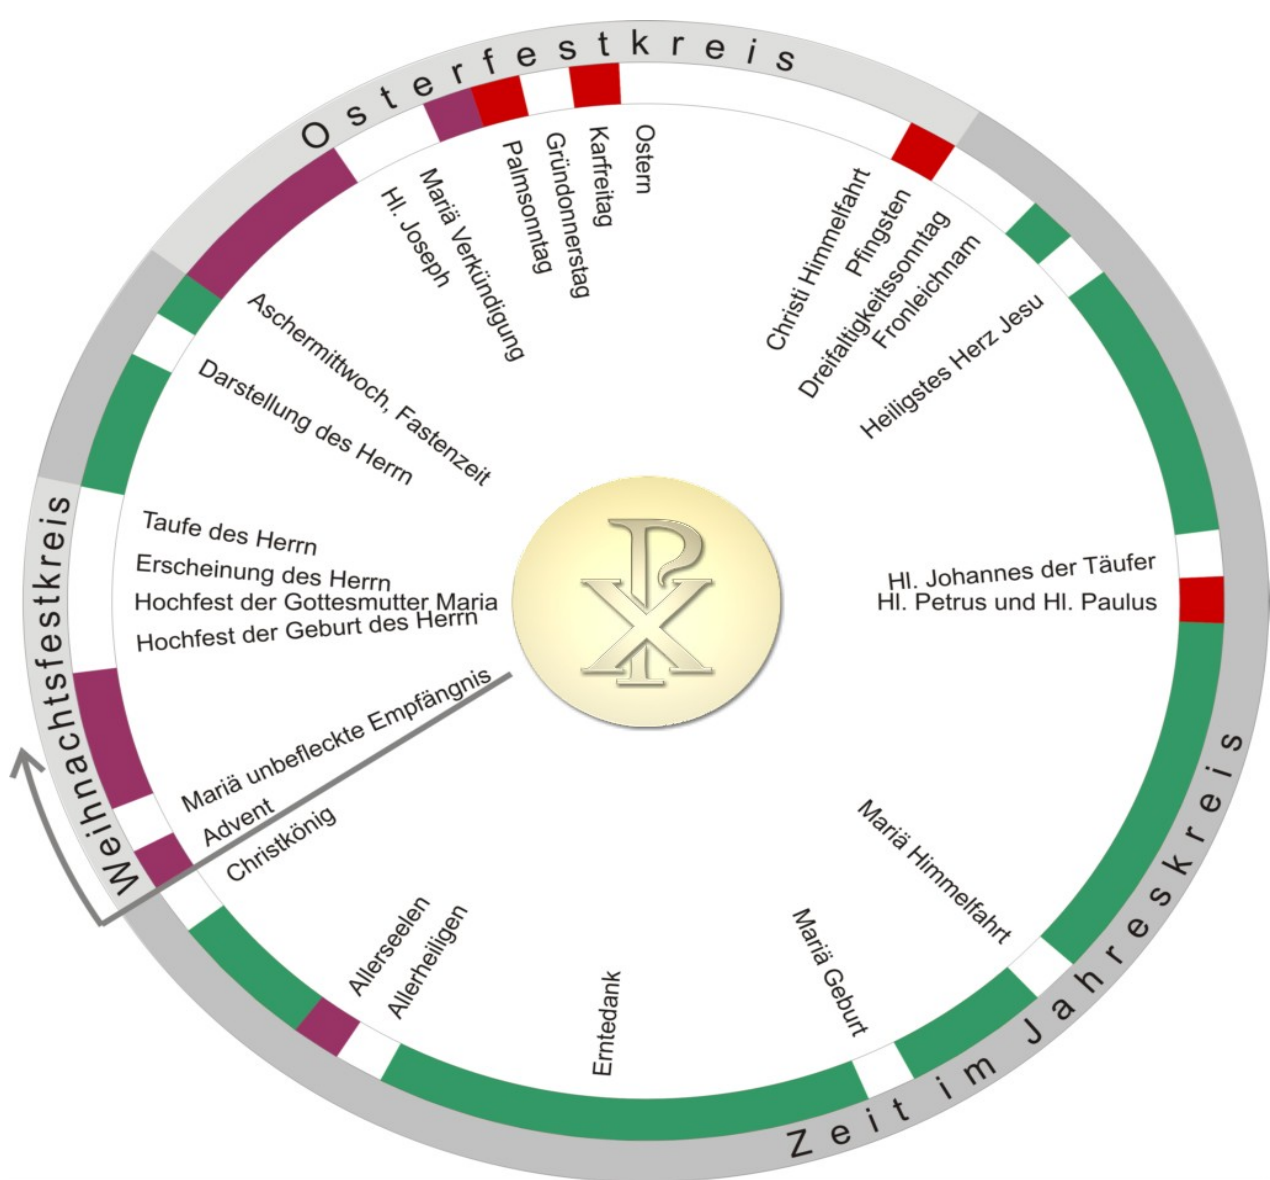 Osterfestkreis
Weihnachtsfestkreis
Zeit im Jahreskreis
Advent
Mariä unbefleckte Empfängnis
Hochfest der Geburt des Herrn
Hochfest der Gottesmutter Maria
Erscheinung des Herrn
Taufe des Herrn
Darstellung des Herrn
Aschermittwoch, Fastenzeit
Hl. Joseph
Mariä Verkündigung
Palmsonntag
Gründonnerstag
Karfreitag
Ostern
Christi Himmelfahrt
Pfingsten
Dreifaltigkeitssonntag
Fronleichnam
Heiligstes Herz Jesu
Hl. Johannes der Täufer
Hl. Petrus und Hl. Paulus
Mariä Himmelfahrt
Mariä Geburt
Erntedank
Allerheiligen
Allerseelen
Christkönig